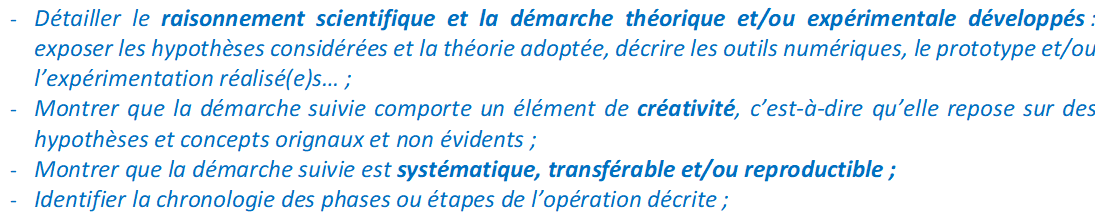 - Détailler le raisonnement scientifique et la démarche théorique et/ou expérimentale développés :
exposer les hypothèses considérées et la théorie adoptée, décrire les outils numériques, le prototype et/ou
l'expérimentation réalisé(e)s... ;
- Montrer que la démarche suivie comporte un élément de créativité, c'est-à-dire qu'elle repose sur des
hypothèses et concepts orignaux et non évidents ;
- Montrer que la démarche suivie est systématique, transférable et/ou reproductible ;
- Identifier la chronologie des phases ou étapes de l'opération décrite ;